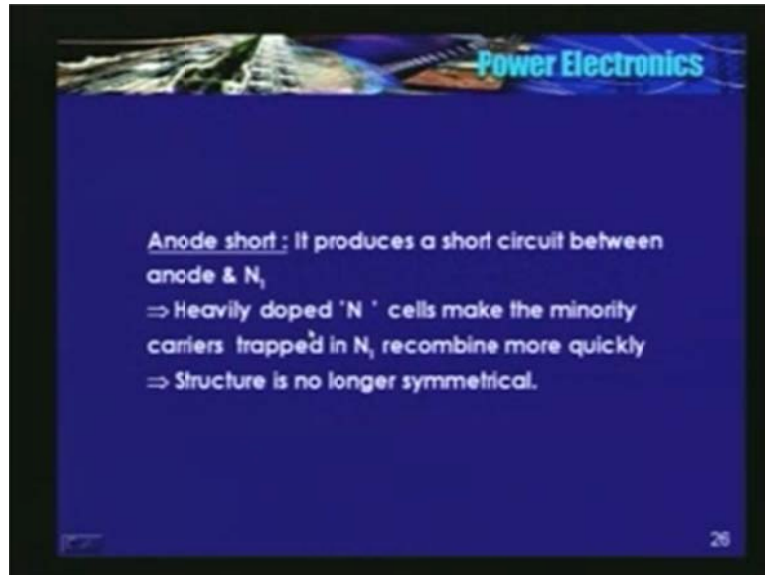 Power Electronics
Anode short : It produces a short circuit between
anode & N₁
⇒ Heavily doped 'N ' cells make the minority
carriers trapped in N₁ recombine more quickly
⇒ Structure is no longer symmetrical.
26